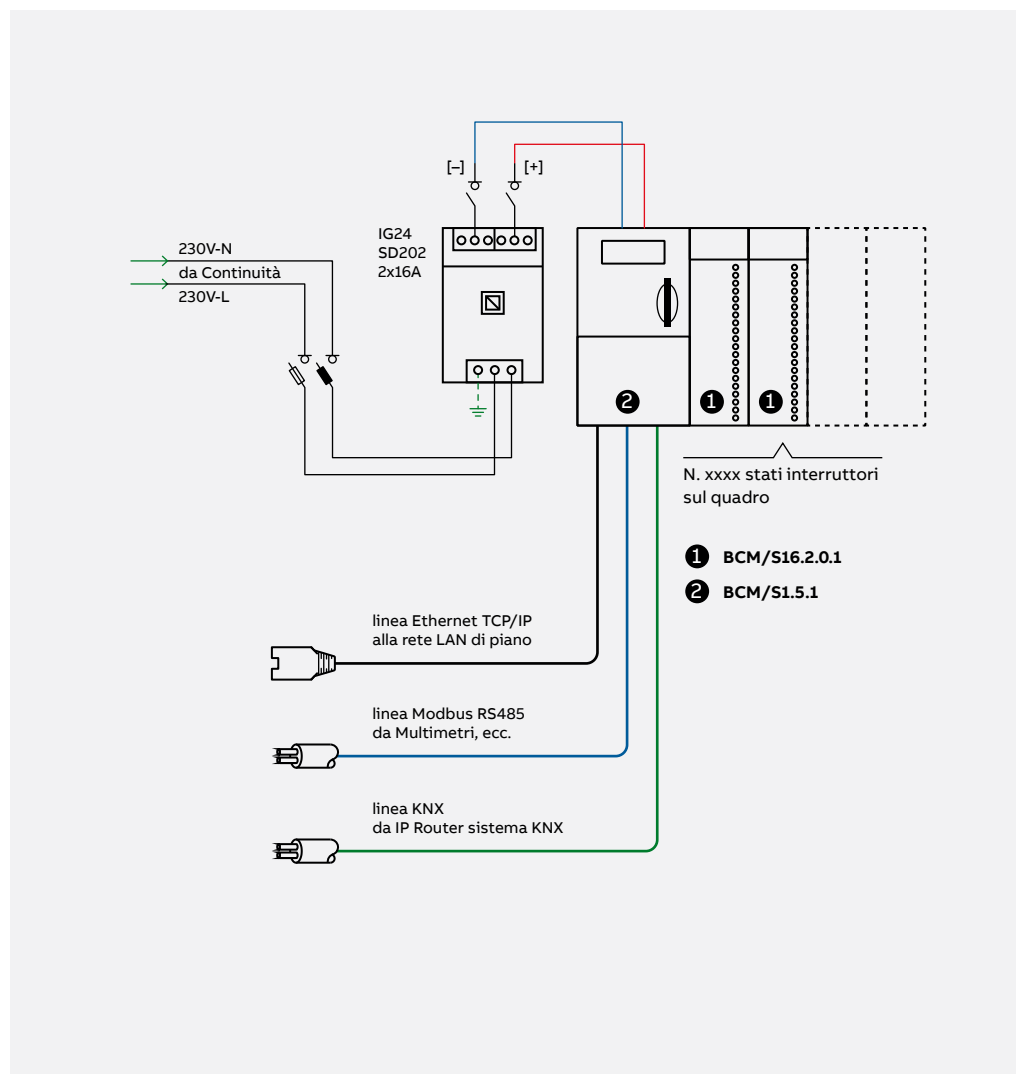 [–]
[+]
IG24
SD202
2x16A
230V-N
da Continuità
230V-L
2
1
1
N. xxxx stati interruttori
sul quadro
1 BCM/S16.2.0.1
2 BCM/S1.5.1
linea Ethernet TCP/IP
alla rete LAN di piano
linea Modbus RS485
da Multimetri, ecc.
linea KNX
da IP Router sistema KNX